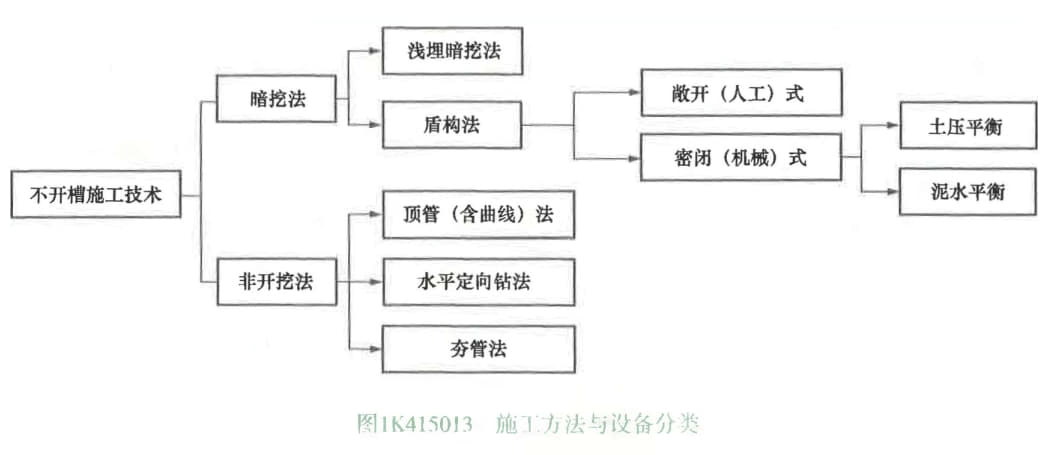 不开槽施工技术
暗挖法
浅埋暗挖法
盾构法
敞开（人工）式
密闭（机械）式
土压平衡
泥水平衡
非开挖法
顶管（含曲线）法
水平定向钻法
夯管法
图1K415013 施工方法与设备分类